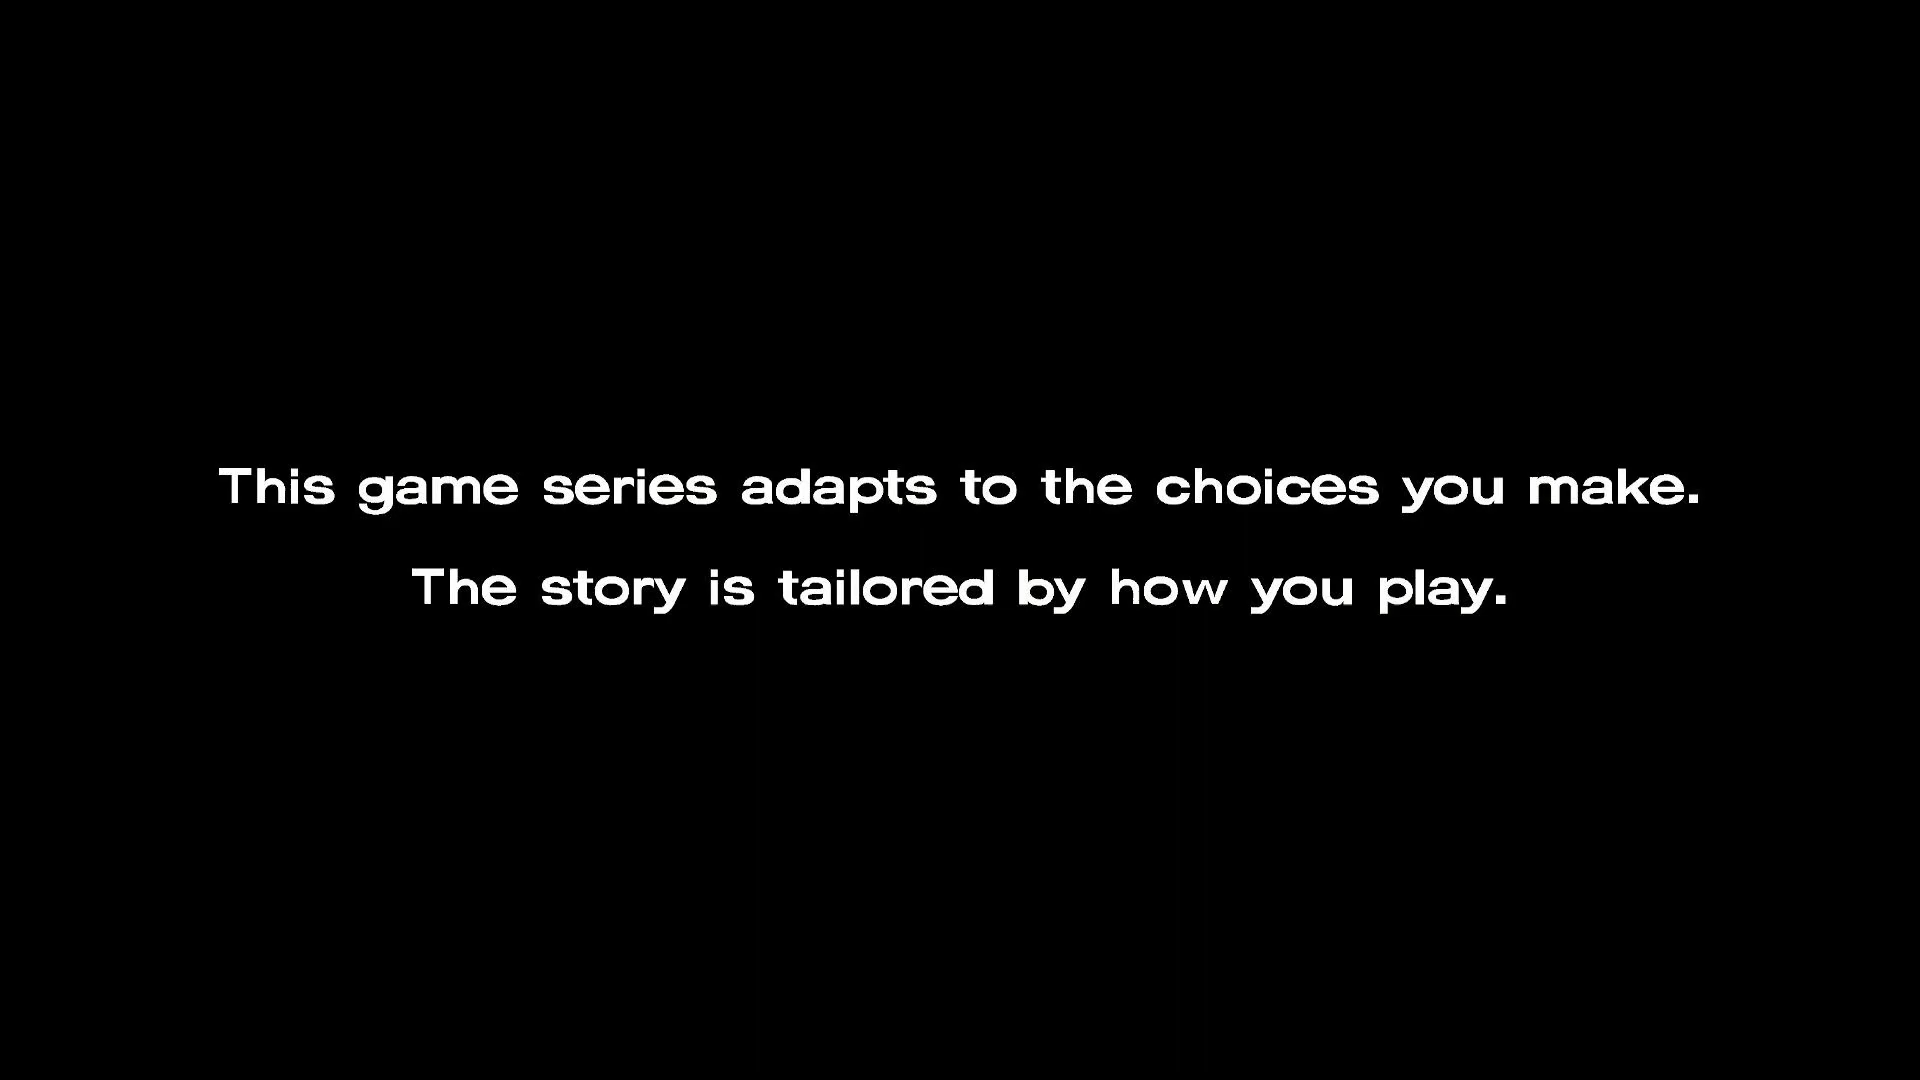 This game series adapts to the choices you make.
The story is tailored by how you play.